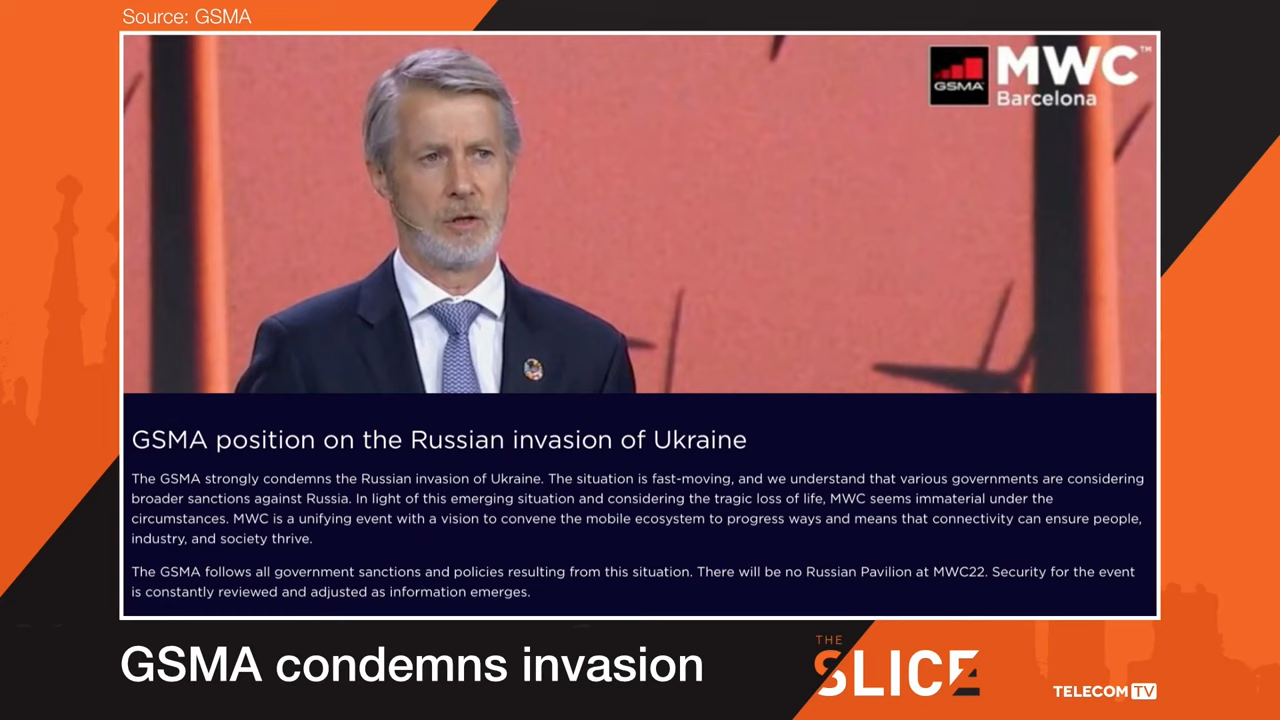 Source: GSMA
GSMA
MWC™
Barcelona
GSMA position on the Russian invasion of Ukraine
The GSMA strongly condemns the Russian invasion of Ukraine. The situation is fast-moving, and we understand that various governments are considering
broader sanctions against Russia. In light of this emerging situation and considering the tragic loss of life, MWC seems immaterial under the
circumstances. MWC is a unifying event with a vision to convene the mobile ecosystem to progress ways and means that connectivity can ensure people,
industry, and society thrive.
The GSMA follows all government sanctions and policies resulting from this situation. There will be no Russian Pavilion at MWC22. Security for the event
is constantly reviewed and adjusted as information emerges.
GSMA condemns invasion
THE
SLICE
TELECOM TV